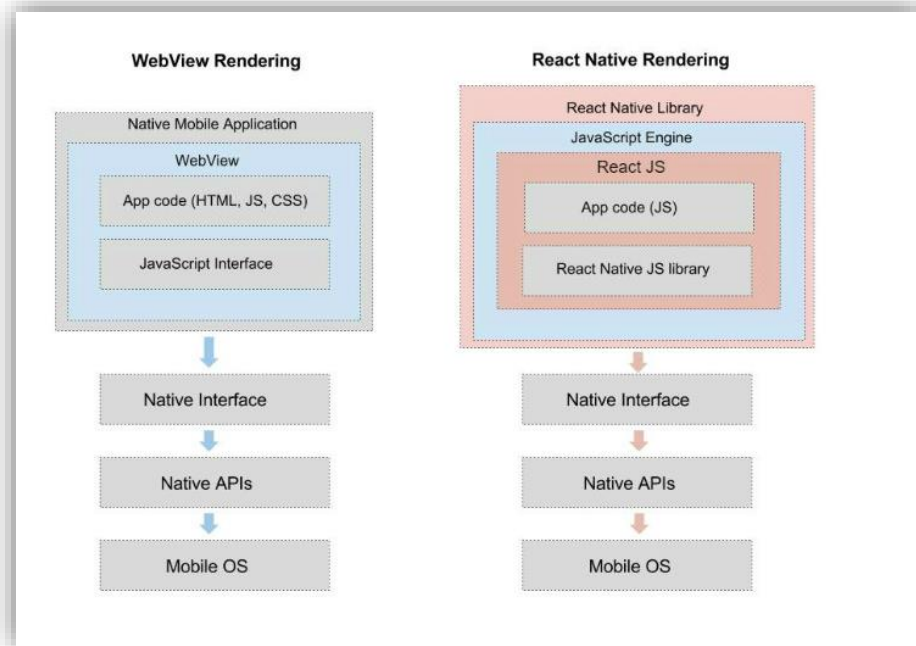 WebView Rendering
Native Mobile Application
WebView
App code (HTML, JS, CSS)
JavaScript Interface
Native Interface
Native APIs
Mobile OS
React Native Rendering
React Native Library
JavaScript Engine
React JS
App code (JS)
React Native JS library
Native Interface
Native APIs
Mobile OS